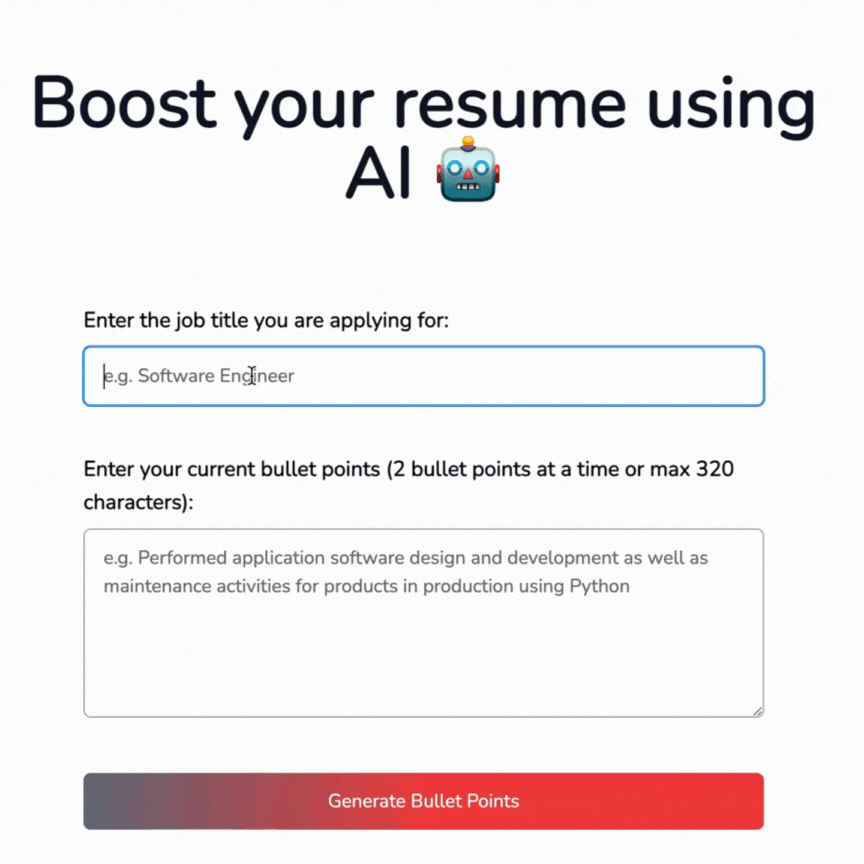 Boost your resume using
AI 🤖
Enter the job title you are applying for:
e.g. Software Engineer
Enter your current bullet points (2 bullet points at a time or max 320
characters):
e.g. Performed application software design and development as well as
maintenance activities for products in production using Python
Generate Bullet Points